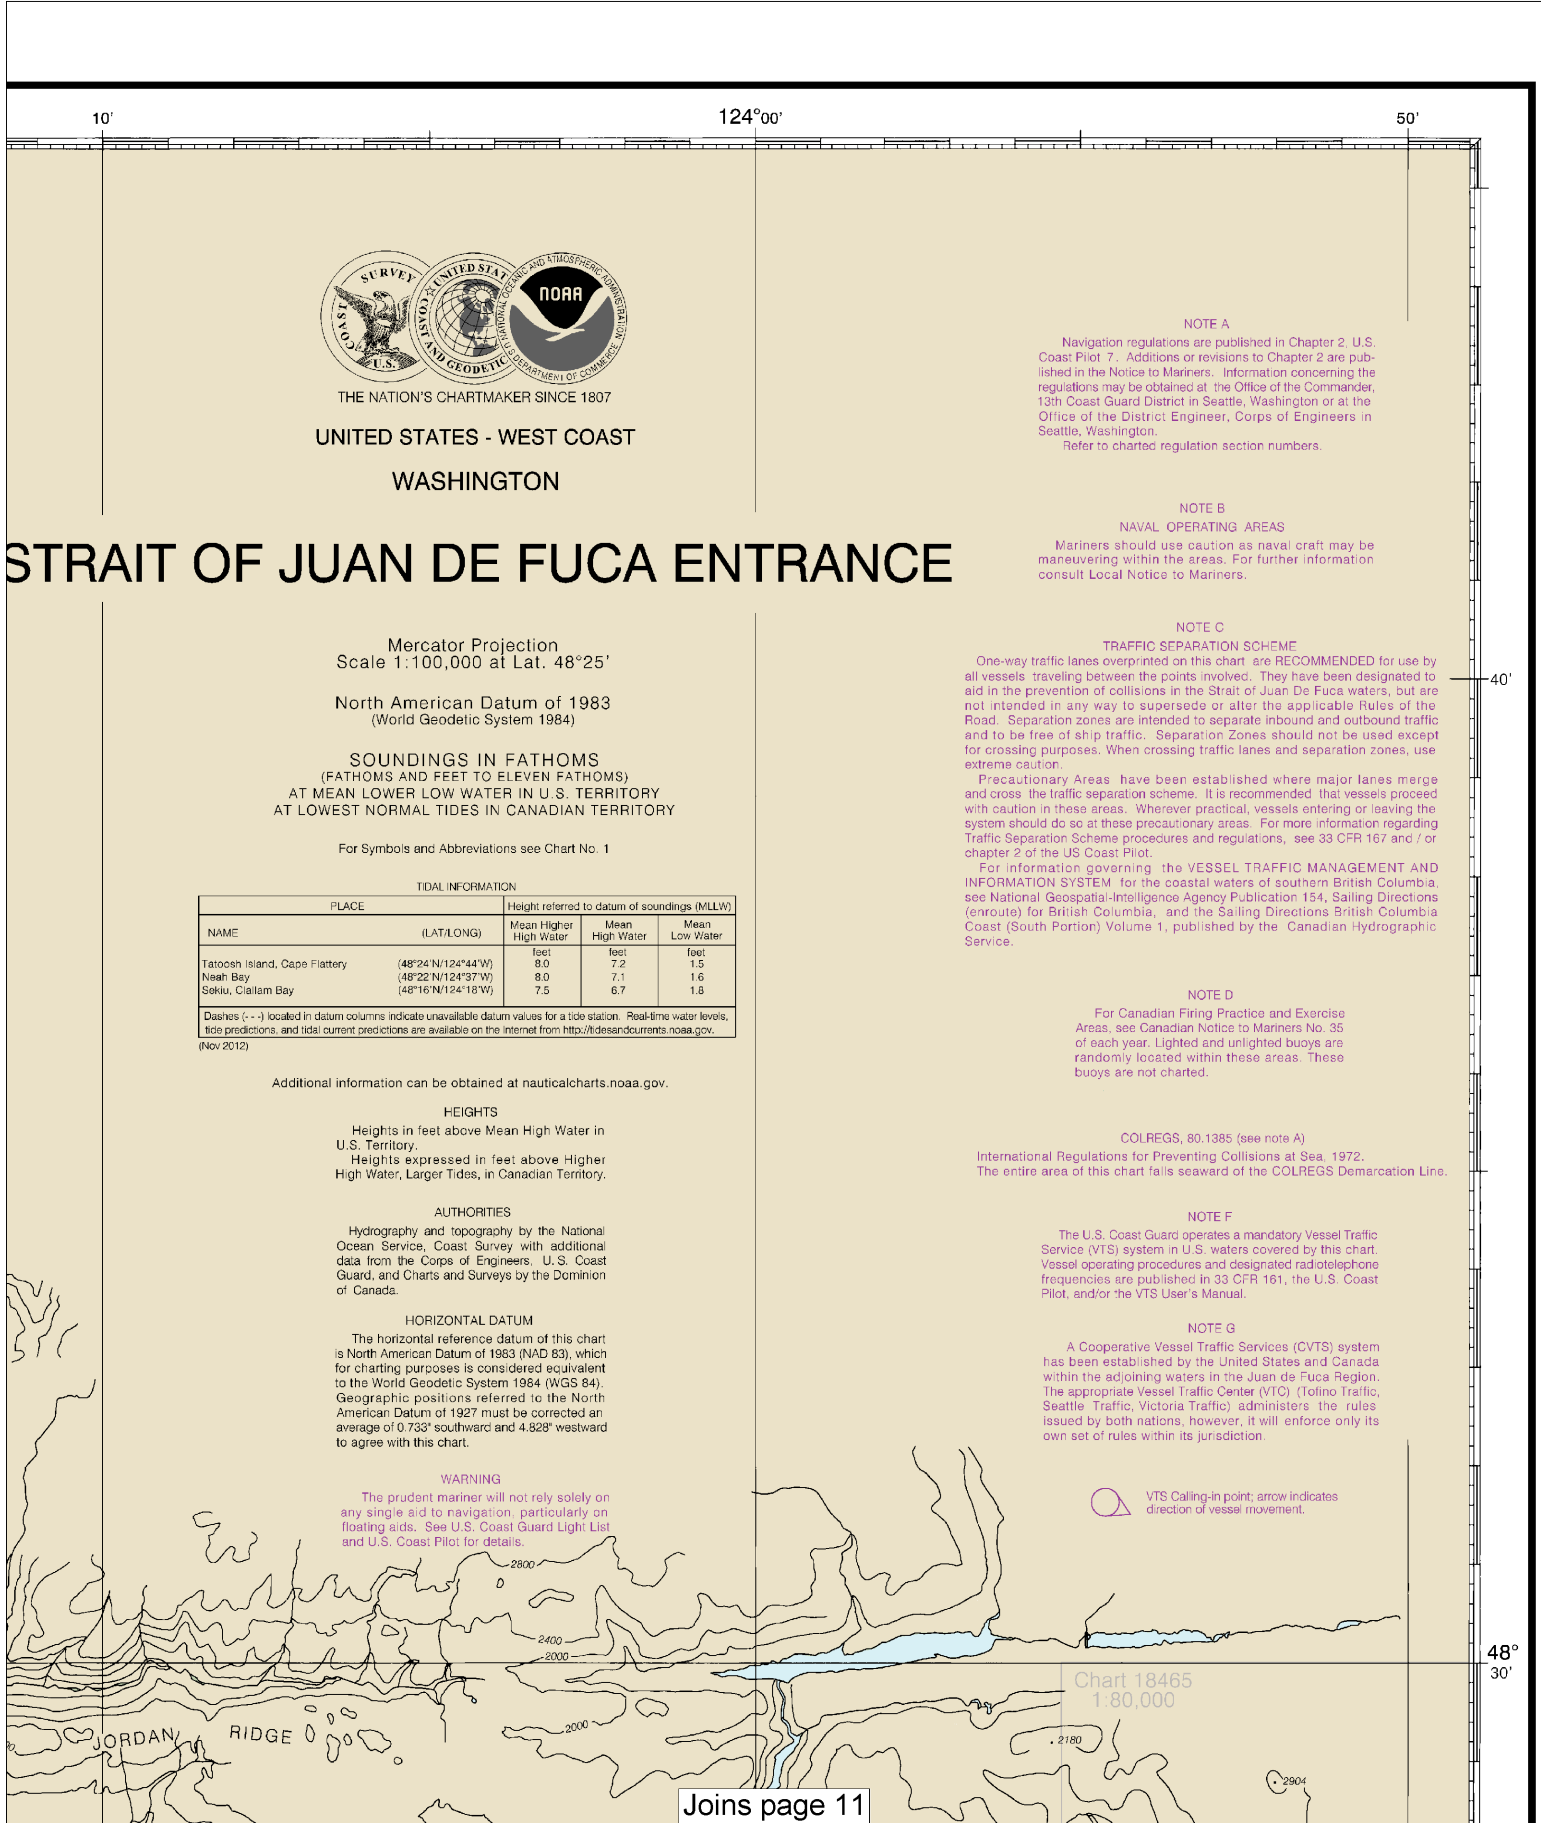 10'
124°00'
50'
COAST SURVEY
U.S.
UNITED STAT
COAST AND GEODETIC
NATIONAL OCEANIC AND ATMOSPHERIC ADMINISTRATION
U.S. DEPARTMENT OF COMMERCE
NOAA
THE NATION'S CHARTMAKER SINCE 1807
UNITED STATES - WEST COAST
WASHINGTON
STRAIT OF JUAN DE FUCA ENTRANCE
Mercator Projection
Scale 1:100,000 at Lat. 48°25'
North American Datum of 1983
(World Geodetic System 1984)
SOUNDINGS IN FATHOMS
(FATHOMS AND FEET TO ELEVEN FATHOMS)
AT MEAN LOWER LOW WATER IN U.S. TERRITORY
AT LOWEST NORMAL TIDES IN CANADIAN TERRITORY
For Symbols and Abbreviations see Chart No. 1
TIDAL INFORMATION
PLACE Height referred to datum of soundings (MLLW)
NAME (LAT/LONG) Mean Higher High Water Mean High Water Mean Low Water
feet feet feet
Tatoosh Island, Cape Flattery (48°24'N/124°44'W) 8.0 7.2 1.5
Neah Bay (48°22'N/124°37'W) 8.0 7.1 1.6
Sekiu, Clallam Bay (48°16'N/124°18'W) 7.5 6.7 1.8
Dashes (- - -) located in datum columns indicate unavailable datum values for a tide station. Real-time water levels,
tide predictions, and tidal current predictions are available on the Internet from http://tidesandcurrents.noaa.gov.
(Nov 2012)
Additional information can be obtained at nauticalcharts.noaa.gov.
HEIGHTS
Heights in feet above Mean High Water in
U.S. Territory.
Heights expressed in feet above Higher
High Water, Larger Tides, in Canadian Territory.
AUTHORITIES
Hydrography and topography by the National
Ocean Service, Coast Survey with additional
data from the Corps of Engineers, U.S. Coast
Guard, and Charts and Surveys by the Dominion
of Canada.
HORIZONTAL DATUM
The horizontal reference datum of this chart
is North American Datum of 1983 (NAD 83), which
for charting purposes is considered equivalent
to the World Geodetic System 1984 (WGS 84).
Geographic positions referred to the North
American Datum of 1927 must be corrected an
average of 0.733" southward and 4.828" westward
to agree with this chart.
WARNING
The prudent mariner will not rely solely on
any single aid to navigation, particularly on
floating aids. See U.S. Coast Guard Light List
and U.S. Coast Pilot for details.
NOTE A
Navigation regulations are published in Chapter 2, U.S.
Coast Pilot 7. Additions or revisions to Chapter 2 are pub-
lished in the Notice to Mariners. Information concerning the
regulations may be obtained at the Office of the Commander,
13th Coast Guard District in Seattle, Washington or at the
Office of the District Engineer, Corps of Engineers in
Seattle, Washington.
Refer to charted regulation section numbers.
NOTE B
NAVAL OPERATING AREAS
Mariners should use caution as naval craft may be
maneuvering within the areas. For further information
consult Local Notice to Mariners.
NOTE C
TRAFFIC SEPARATION SCHEME
One-way traffic lanes overprinted on this chart are RECOMMENDED for use by
all vessels traveling between the points involved. They have been designated to
aid in the prevention of collisions in the Strait of Juan De Fuca waters, but are
not intended in any way to supersede or alter the applicable Rules of the
Road. Separation zones are intended to separate inbound and outbound traffic
and to be free of ship traffic. Separation Zones should not be used except
for crossing purposes. When crossing traffic lanes and separation zones, use
extreme caution.
Precautionary Areas have been established where major lanes merge
and cross the traffic separation scheme. It is recommended that vessels proceed
with caution in these areas. Wherever practical, vessels entering or leaving the
system should do so at these precautionary areas. For more information regarding
Traffic Separation Scheme procedures and regulations, see 33 CFR 167 and / or
chapter 2 of the US Coast Pilot.
For information governing the VESSEL TRAFFIC MANAGEMENT AND
INFORMATION SYSTEM for the coastal waters of southern British Columbia,
see National Geospatial-Intelligence Agency Publication 154, Sailing Directions
(enroute) for British Columbia, and the Sailing Directions British Columbia
Coast (South Portion) Volume 1, published by the Canadian Hydrographic
Service.
40'
NOTE D
For Canadian Firing Practice and Exercise
Areas, see Canadian Notice to Mariners No. 35
of each year. Lighted and unlighted buoys are
randomly located within these areas. These
buoys are not charted.
COLREGS, 80.1385 (see note A)
International Regulations for Preventing Collisions at Sea, 1972.
The entire area of this chart falls seaward of the COLREGS Demarcation Line.
NOTE F
The U.S. Coast Guard operates a mandatory Vessel Traffic
Service (VTS) system in U.S. waters covered by this chart.
Vessel operating procedures and designated radiotelephone
frequencies are published in 33 CFR 161, the U.S. Coast
Pilot, and/or the VTS User's Manual.
NOTE G
A Cooperative Vessel Traffic Services (CVTS) system
has been established by the United States and Canada
within the adjoining waters in the Juan de Fuca Region.
The appropriate Vessel Traffic Center (VTC) (Tofino Traffic,
Seattle Traffic, Victoria Traffic) administers the rules
issued by both nations, however, it will enforce only its
own set of rules within its jurisdiction.
VTS Calling-in point; arrow indicates
direction of vessel movement.
2800
2400
2000
48°
30'
Chart 18465
1:80,000
JORDAN RIDGE
2000
2180
2904
Joins page 11